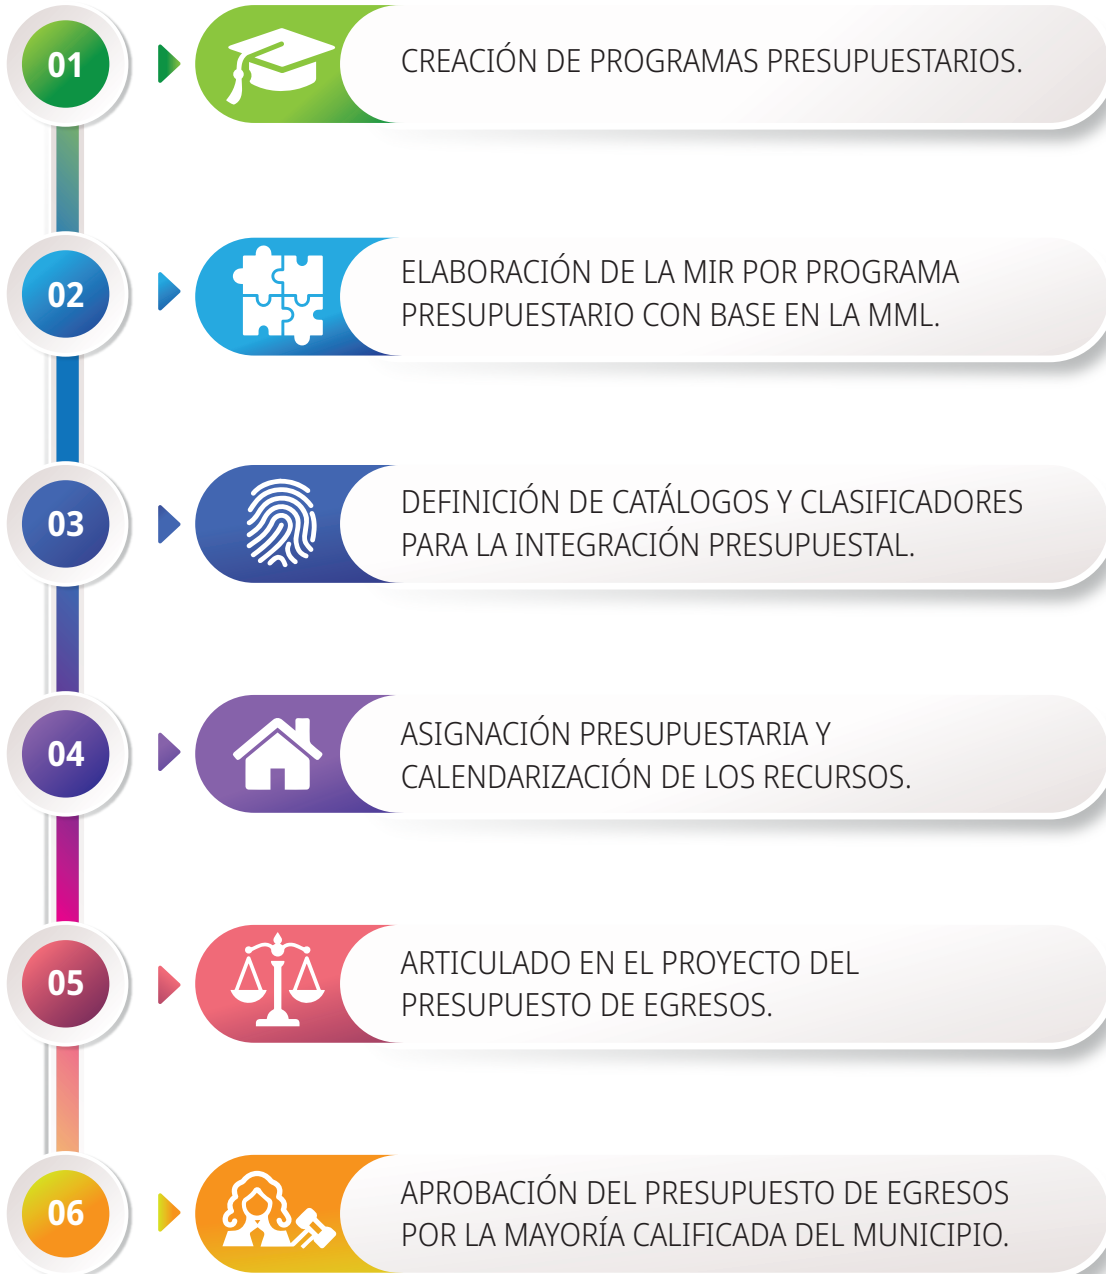 01
CREACIÓN DE PROGRAMAS PRESUPUESTARIOS.
02
ELABORACIÓN DE LA MIR POR PROGRAMA
PRESUPUESTARIO CON BASE EN LA MML.
03
DEFINICIÓN DE CATÁLOGOS Y CLASIFICADORES
PARA LA INTEGRACIÓN PRESUPUESTAL.
04
ASIGNACIÓN PRESUPUESTARIA Y
CALENDARIZACIÓN DE LOS RECURSOS.
05
ARTICULADO EN EL PROYECTO DEL
PRESUPUESTO DE EGRESOS.
06
APROBACIÓN DEL PRESUPUESTO DE EGRESOS
POR LA MAYORÍA CALIFICADA DEL MUNICIPIO.